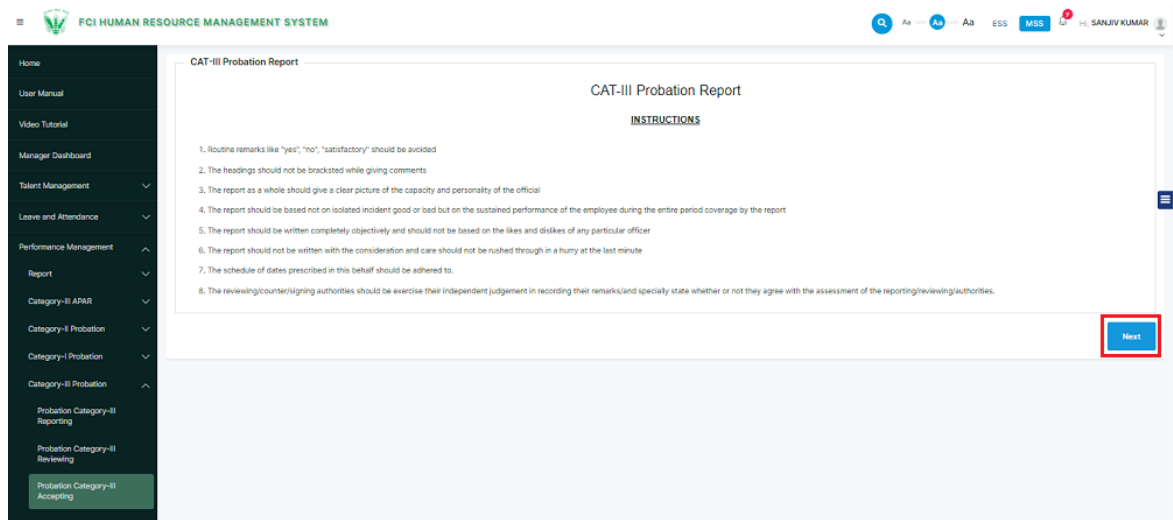 FCI HUMAN RESOURCE MANAGEMENT SYSTEM
Aa Aa Aa ESS MSS 7 Hi, SANJIV KUMAR
Home
User Manual
Video Tutorial
Manager Dashboard
Talent Management
Leave and Attendance
Performance Management
Report
Category-III APAR
Category-II Probation
Category-I Probation
Category-III Probation
Probation Category-III
Reporting
Probation Category-III
Reviewing
Probation Category-III
Accepting
CAT-III Probation Report
CAT-III Probation Report
INSTRUCTIONS
1. Routine remarks like "yes", "no", "satisfactory" should be avoided
2. The headings should not be bracksted while giving comments
3. The report as a whole should give a clear picture of the capacity and personality of the official
4. The report should be based not on isolated incident good or bad but on the sustained performance of the employee during the entire period coverage by the report
5. The report should be written completely objectively and should not be based on the likes and dislikes of any particular officer
6. The report should not be written with the consideration and care should not be rushed through in a hurry at the last minute
7. The schedule of dates prescribed in this behalf should be adhered to.
8. The reviewing/counter/signing authorities should be exercise their independent judgement in recording their remarks/and specially state whether or not they agree with the assessment of the reporting/reviewing/authorities.
Next